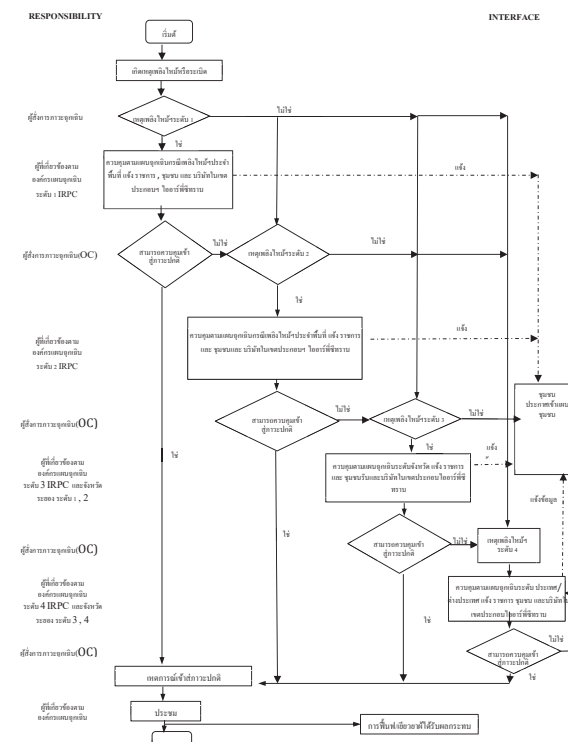 RESPONSIBILITY
INTERFACE
เริ่มต้
เกิดเหตุเพลิงไหม้หรือระเบิด
ผู้สั่งการภาวะฉุกเฉิน
เหตุเพลิงไหม้ฯระดับ 1
ไม่ใช่
ใช่
ผู้ที่เกี่ยวข้องตาม
องค์กรแผนฉุกเฉิน
ระดับ 1 IRPC
ควบคุมตามแผนฉุกเฉินกรณีเพลิงไหม้ฯประจำ
พื้นที่ แจ้ง ราชการ , ชุมชน และ บริษัทในเขต
ประกอบฯ ไออาร์พีซีทราบ
แจ้ง
ผู้สั่งการภาวะฉุกเฉิน(OC)
สามารถควบคุมเข้า
สู่ภาวะปกติ
ไม่ใช่
เหตุเพลิงไหม้ฯระดับ 2
ไม่ใช่
ใช่
ผู้ที่เกี่ยวข้องตาม
องค์กรแผนฉุกเฉิน
ระดับ 2 IRPC
ควบคุมตามแผนฉุกเฉินกรณีเพลิงไหม้ฯประจำพื้นที่ แจ้ง ราชการ
และ ชุมชนและ บริษัทในเขตประกอบฯ ไออาร์พีซีทราบ
แจ้ง
ชุมชน
ประกาศเข้าแผน
ชุมชน
ผู้สั่งการภาวะฉุกเฉิน(OC)
สามารถควบคุมเข้า
สู่ภาวะปกติ
ไม่ใช่
เหตุเพลิงไหม้ฯระดับ 3
ไม่ใช่
ใช่
ใช่
แจ้ง
ผู้ที่เกี่ยวข้องตาม
องค์กรแผนฉุกเฉิน
ระดับ 3 IRPC และจังหวัด
ระยอง ระดับ 1 , 2
ควบคุมตามแผนฉุกเฉินระดับจังหวัด แจ้ง ราชการ
และ ชุมชนรับและบริษัทในเขตประกอบไออาร์พีซี
ทราบ
แจ้งข้อมูล
ใช่
ผู้สั่งการภาวะฉุกเฉิน(OC)
สามารถควบคุมเข้า
สู่ภาวะปกติ
ไม่ใช่
เหตุเพลิงไหม้ฯ
ระดับ 4
ผู้ที่เกี่ยวข้องตาม
องค์กรแผนฉุกเฉิน
ระดับ 4 IRPC และจังหวัด
ระยอง ระดับ 3 , 4
ควบคุมตามแผนฉุกเฉินระดับ ประเทศ/
ต่างประเทศ แจ้ง ราชการ ชุมชน และบริษัทใน
เขตประกอบไออาร์พีซีทราบ
ใช่
ผู้สั่งการภาวะฉุกเฉิน(OC)
สามารถควบคุมเข้า
สู่ภาวะปกติ
ใช่
เหตการณ์เข้าส่ภาวะปกติ
ผู้ที่เกี่ยวข้องตาม
องค์กรแผนฉุกเฉิน
ประชม
การฟื้นฟูเยียวยาผู้ได้รับผลกระทบ